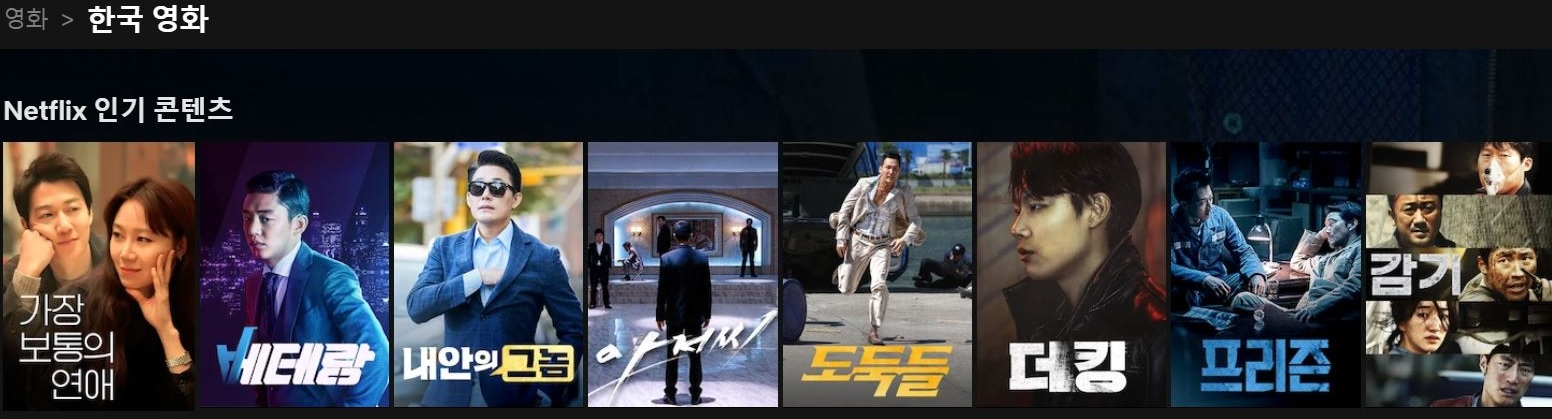 영화 > 한국 영화
Netflix 인기 콘텐츠
가장
보통의
연애
베테랑
내안의 그놈
아저씨
도둑들
더킹
프리즌
감기